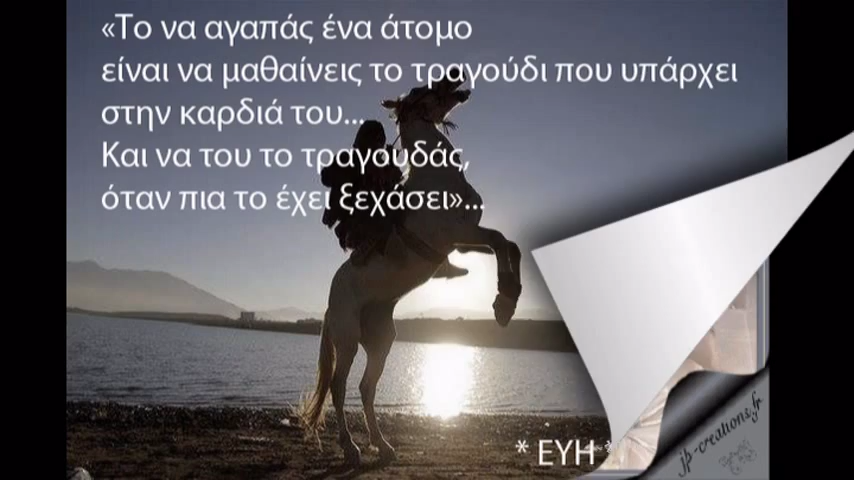 «Το να αγαπάς ένα άτομο
είναι να μαθαίνεις το τραγούδι που υπάρχει
στην καρδιά του...
Και να του το τραγουδάς,
όταν πια το έχει ξεχάσει»...
* ΕΥΗ *
jp-creations.fr